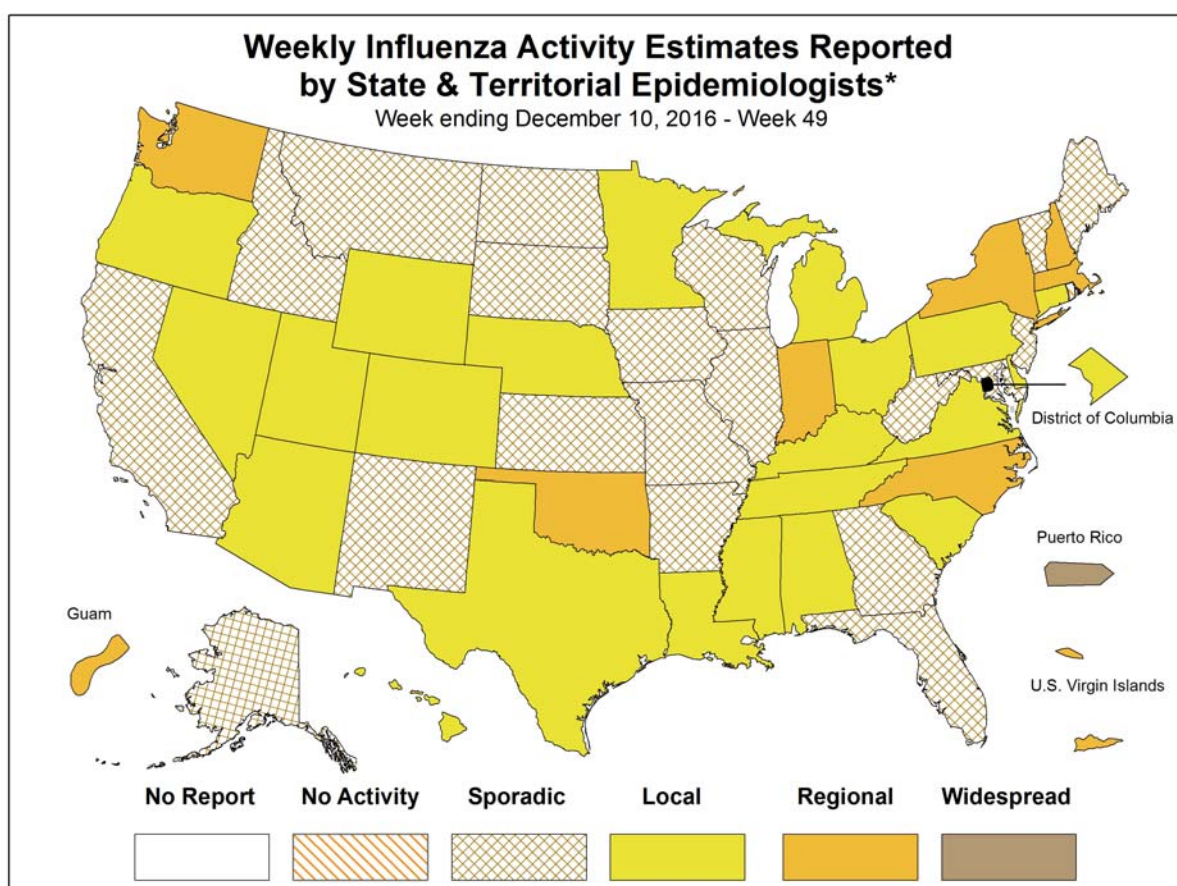 Weekly Influenza Activity Estimates Reported
by State & Territorial Epidemiologists*
Week ending December 10, 2016 - Week 49
District of Columbia
Puerto Rico
Guam
U.S. Virgin Islands
No Report No Activity Sporadic Local Regional Widespread